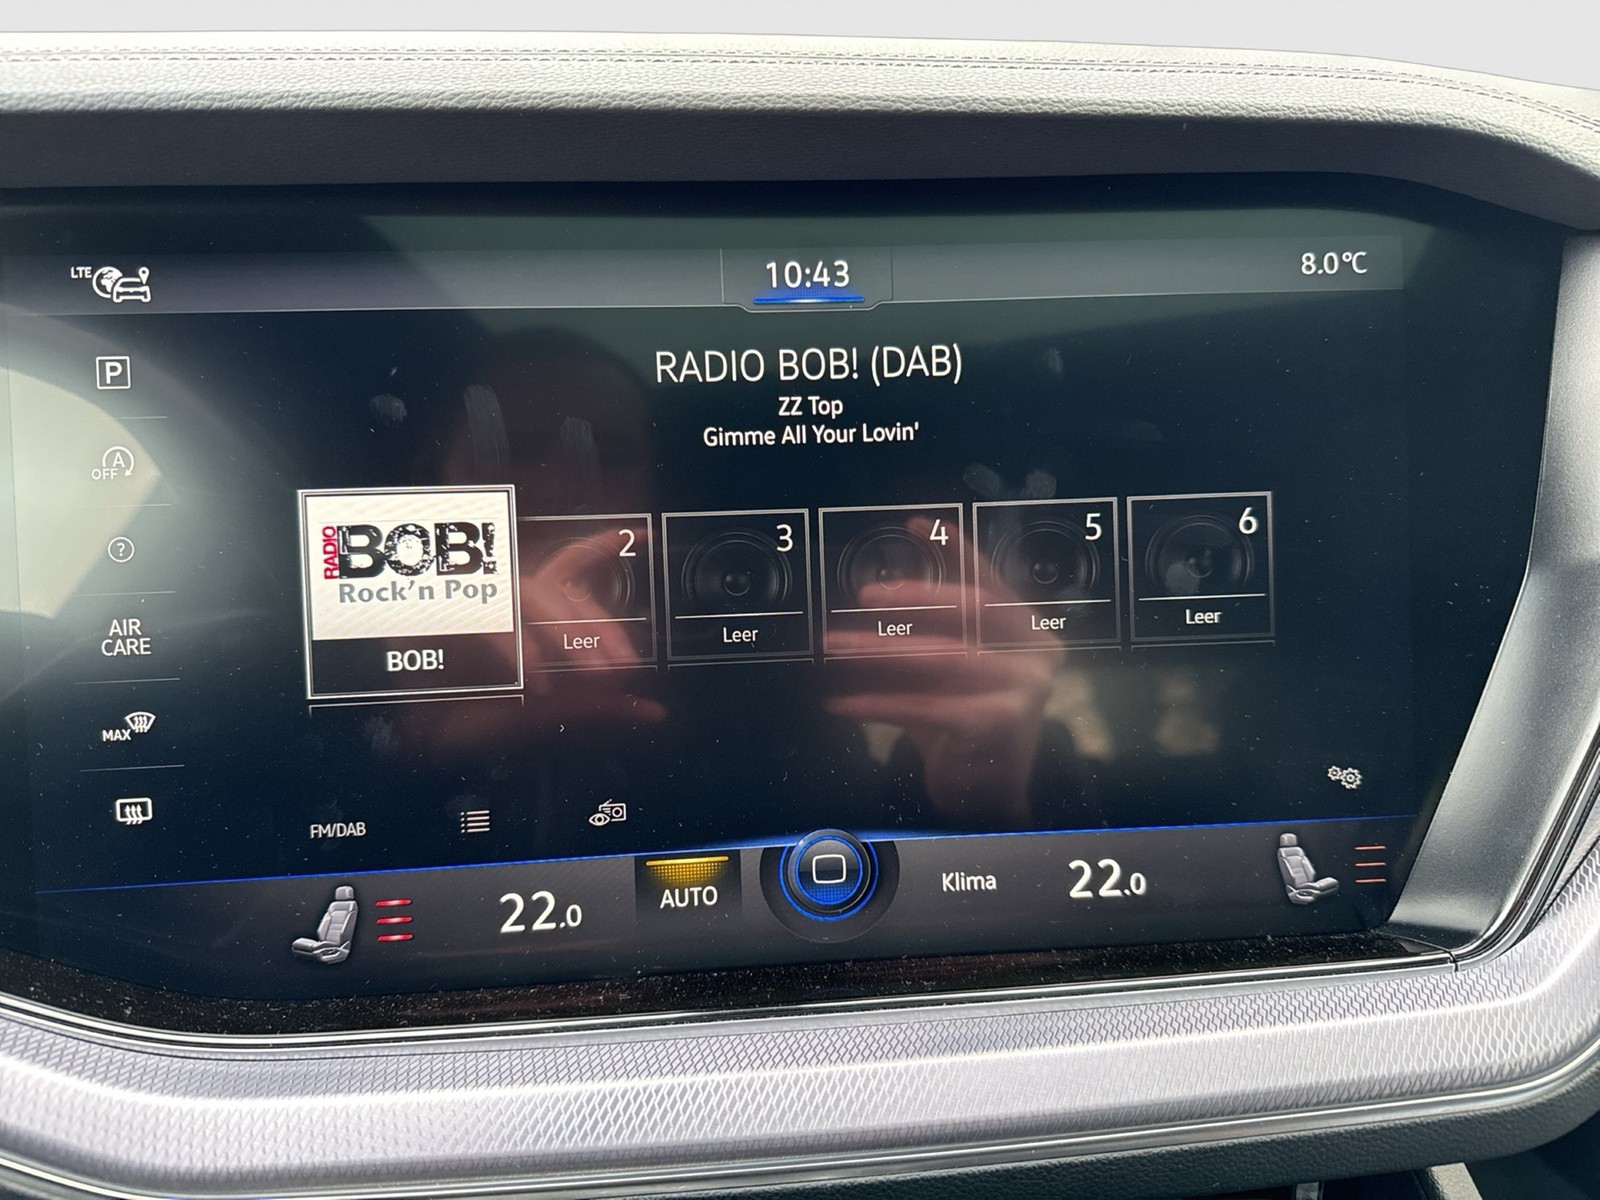 LTE
10:43
8.0°C
P
RADIO BOB! (DAB)
ZZ Top
Gimme All Your Lovin'
A
OFF
?
AIR
CARE
MAX
RADIO BOB!
Rock'n Pop
BOB!
2
Leer
3
Leer
4
Leer
5
Leer
6
Leer
FM/DAB
22.0
AUTO
Klima
22.0